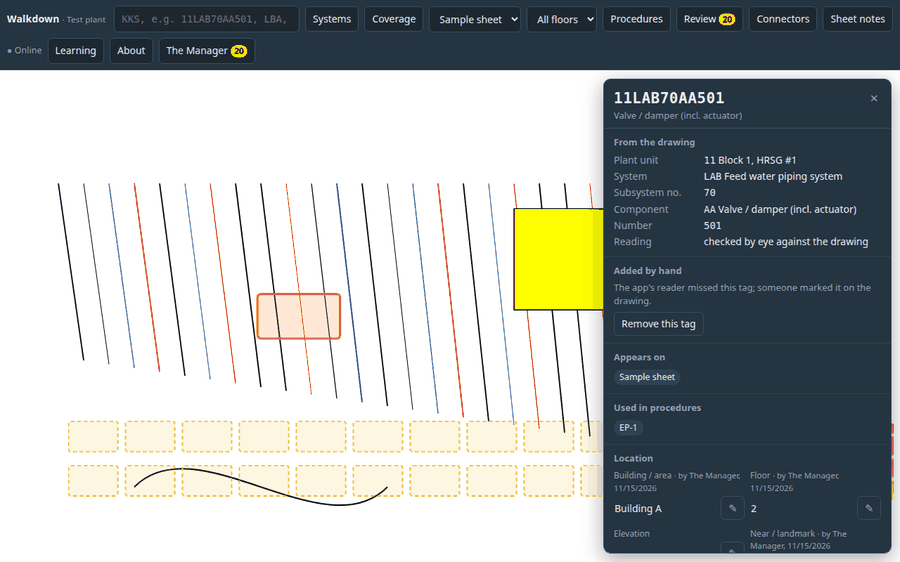 Walkdown · Test plant
KKS, e.g. 11LAB70AA501, LBA,
Systems
Coverage
Sample sheet
All floors
Procedures
Review 20
Connectors
Sheet notes
Online
Learning
About
The Manager 20
11LAB70AA501
×
Valve / damper (incl. actuator)
From the drawing
Plant unit 11 Block 1, HRSG #1
System LAB Feed water piping system
Subsystem no. 70
Component AA Valve / damper (incl. actuator)
Number 501
Reading checked by eye against the drawing
Added by hand
The app's reader missed this tag; someone marked it on the
drawing.
Remove this tag
Appears on
Sample sheet
Used in procedures
EP-1
Location
Building / area · by The Manager,
11/15/2026
Building A
Floor · by The Manager,
11/15/2026
2
Elevation
Near / landmark · by The
Manager, 11/15/2026